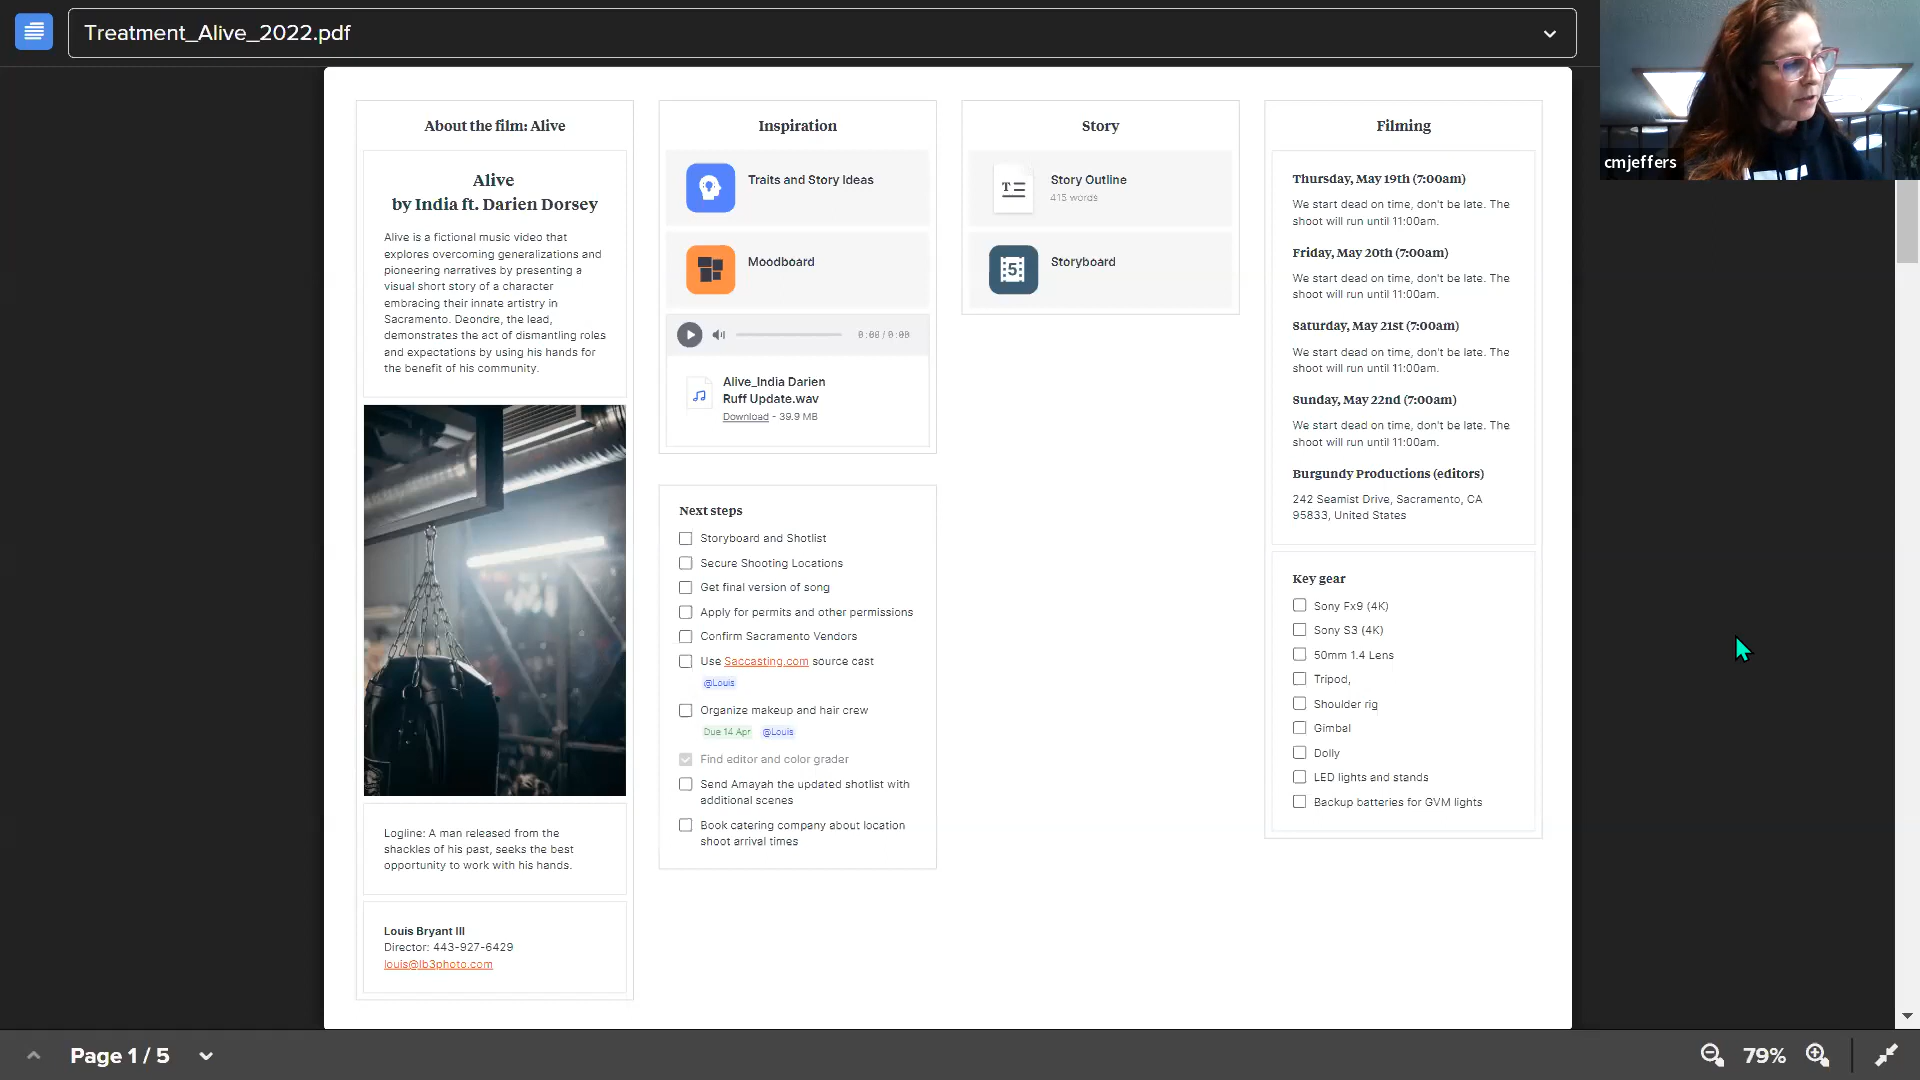 Treatment_Alive_2022.pdf
cmjeffers
About the film: Alive
Alive
by India ft. Darien Dorsey
Alive is a fictional music video that
explores overcoming generalizations and
pioneering narratives by presenting a
visual short story of a character
embracing their innate artistry in
Sacramento. Deondre, the lead,
demonstrates the act of dismantling roles
and expectations by using his hands for
the benefit of his community.
Logline: A man released from the
shackles of his past, seeks the best
opportunity to work with his hands.
Louis Bryant III
Director: 443-927-6429
louis@lb3photo.com
Inspiration
Traits and Story Ideas
Moodboard
0:00 / 0:00
Alive_India Darien
Ruff Update.wav
Download - 39.9 MB
Next steps
Storyboard and Shotlist
Secure Shooting Locations
Get final version of song
Apply for permits and other permissions
Confirm Sacramento Vendors
Use Saccasting.com source cast
@Louis
Organize makeup and hair crew
Due 14 Apr @Louis
Find editor and color grader
Send Amayah the updated shotlist with
additional scenes
Book catering company about location
shoot arrival times
Story
T
Story Outline
415 words
5
Storyboard
Filming
Thursday, May 19th (7:00am)
We start dead on time, don't be late. The
shoot will run until 11:00am.
Friday, May 20th (7:00am)
We start dead on time, don't be late. The
shoot will run until 11:00am.
Saturday, May 21st (7:00am)
We start dead on time, don't be late. The
shoot will run until 11:00am.
Sunday, May 22nd (7:00am)
We start dead on time, don't be late. The
shoot will run until 11:00am.
Burgundy Productions (editors)
242 Seamist Drive, Sacramento, CA
95833, United States
Key gear
Sony Fx9 (4K)
Sony S3 (4K)
50mm 1.4 Lens
Tripod,
Shoulder rig
Gimbal
Dolly
LED lights and stands
Backup batteries for GVM lights
Page 1 / 5
79%